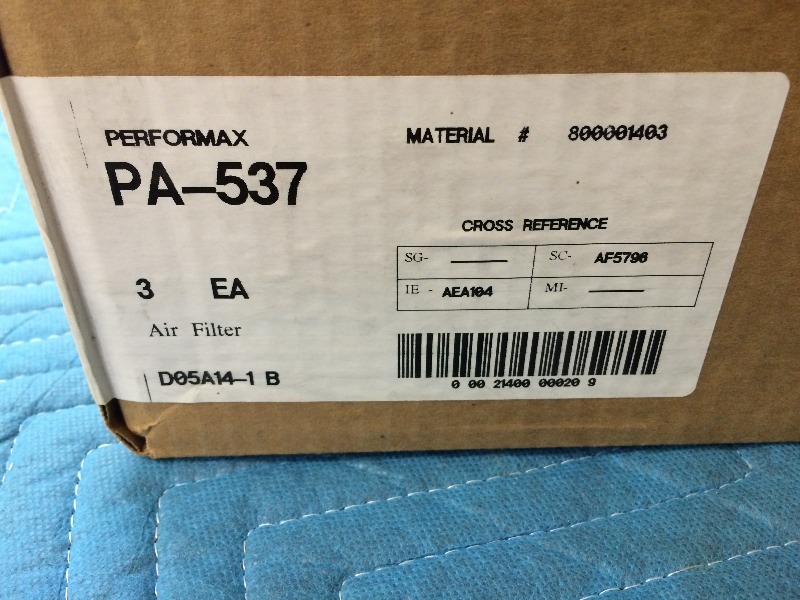 PERFORMAX
PA-537
MATERIAL # 800001403
CROSS REFERENCE
SG-
SC- AF5796
IE - AEA104
MI-
3 EA
Air Filter
D05A14-1 B
0 00 21400 00020 9